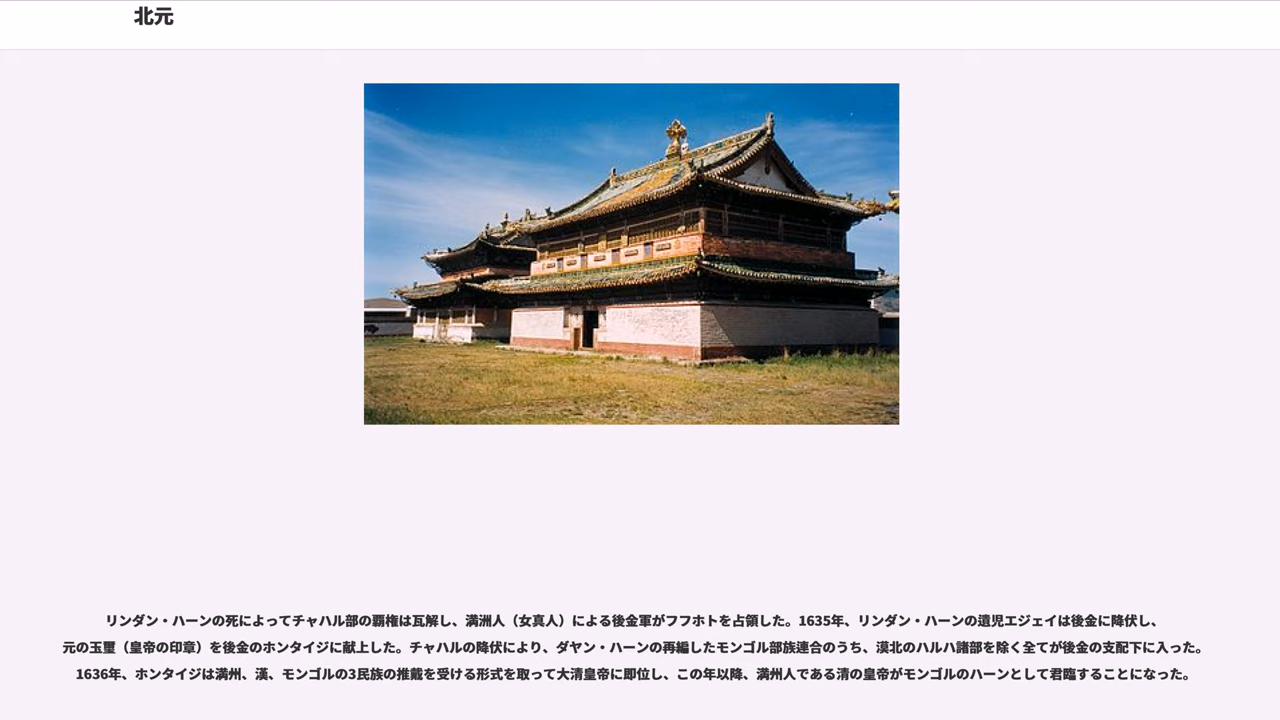 北元
リンダン・ハーンの死によってチャハル部の覇権は瓦解し、満洲人（女真人）による後金軍がフフホトを占領した。1635年、リンダン・ハーンの遺児エジェイは後金に降伏し、
元の玉璽（皇帝の印章）を後金のホンタイジに献上した。チャハルの降伏により、ダヤン・ハーンの再編したモンゴル部族連合のうち、漠北のハルハ諸部を除く全てが後金の支配下に入った。
1636年、ホンタイジは満州、漢、モンゴルの3民族の推戴を受ける形式を取って大清皇帝に即位し、この年以降、満州人である清の皇帝がモンゴルのハーンとして君臨することになった。